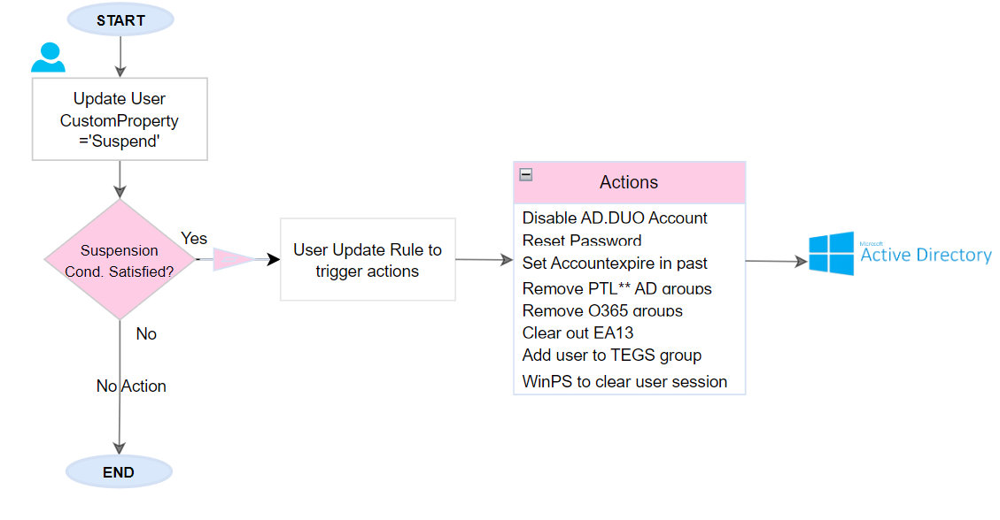 START
Update User
CustomProperty
='Suspend'
Suspension
Cond. Satisfied?
Yes
No
No Action
END
User Update Rule to
trigger actions
Actions
Disable AD.DUO Account
Reset Password
Set Accountexpire in past
Remove PTL** AD groups
Remove O365 groups
Clear out EA13
Add user to TEGS group
WinPS to clear user session
Microsoft
Active Directory